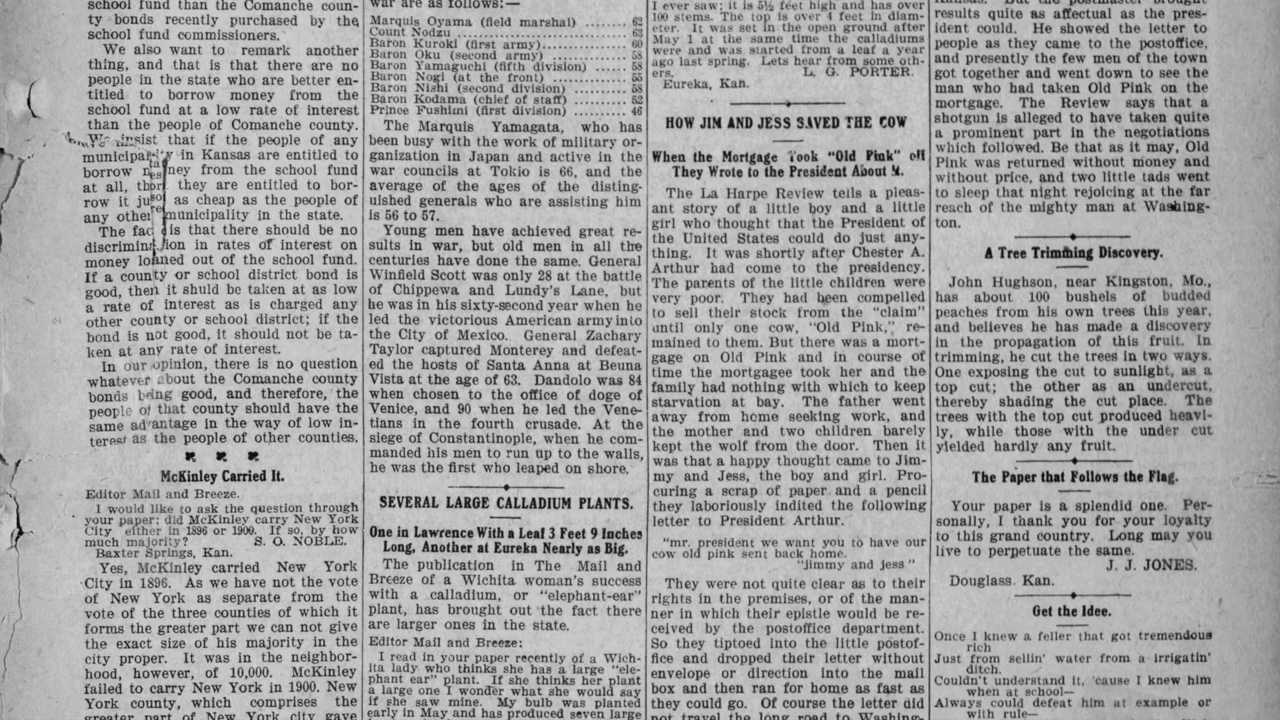 school fund than the Comanche coun-
ty bonds recently purchased by the
school fund commissioners.
We also want to remark another
thing, and that is that there are no
people in the state who are better en-
titled to borrow money from the
school fund at a low rate of interest
than the people of Comanche county.
We insist that if the people of any
municipality in Kansas are entitled to
borrow money from the school fund
at all, they are entitled to bor-
row it just as cheap as the people of
any other municipality in the state.
The fact is that there should be no
discrimination in rates of interest on
money loaned out of the school fund.
If a county or school district bond is
good, then it shuld be taken at as low
a rate of interest as is charged any
other county or school district; if the
bond is not good, it should not be ta-
ken at any rate of interest.
In our opinion, there is no question
whatever about the Comanche county
bonds being good, and therefore, the
people of that county should have the
same advantage in the way of low in-
terest as the people of other counties.
McKinley Carried It.
Editor Mail and Breeze.
I would like to ask the question through
your paper: did McKinley carry New York
City either in 1896 or 1900. If so, by how
much majority? S. O. NOBLE.
Baxter Springs, Kan.
Yes, McKinley carried New York
City in 1896. As we have not the vote
of New York as separate from the
vote of the three counties of which it
forms the greater part we can not give
the exact size of his majority in the
city proper. It was in the neighbor-
hood, however, of 10,000. McKinley
failed to carry New York in 1900. New
York county, which comprises the
greater part of New York city gave
war are as follows:—
Marquis Oyama (field marshal) ........ 62
Count Nodzu ........ 63
Baron Kuroki (first army) ........ 60
Baron Oku (second army) ........ 58
Baron Yamaguchi (fifth division) ...... 58
Baron Nogi (at the front) ........ 55
Baron Nishi (second division) ........ 58
Baron Kodama (chief of staff) ........ 52
Prince Fushimi (first division) ........ 46
The Marquis Yamagata, who has
been busy with the work of military or-
ganization in Japan and active in the
war councils at Tokio is 66, and the
average of the ages of the disting-
uished generals who are assisting him
is 56 to 57.
Young men have achieved great re-
sults in war, but old men in all the
centuries have done the same. General
Winfield Scott was only 28 at the battle
of Chippewa and Lundy's Lane, but
he was in his sixty-second year when he
led the victorious American army into
the City of Mexico. General Zachary
Taylor captured Monterey and defeat-
ed the hosts of Santa Anna at Beuna
Vista at the age of 63. Dandolo was 84
when chosen to the office of doge of
Venice, and 90 when he led the Vene-
tians in the fourth crusade. At the
siege of Constantinople, when he com-
manded his men to run up to the walls,
he was the first who leaped on shore.
SEVERAL LARGE CALLADIUM PLANTS.
One in Lawrence With a Leaf 3 Feet 9 Inches
Long, Another at Eureka Nearly as Big.
The publication in The Mail and
Breeze of a Wichita woman's success
with a calladium, or "elephant-ear"
plant, has brought out the fact there
are larger ones in the state.
Editor Mail and Breeze:
I read in your paper recently of a Wich-
ita lady who thinks she has a large "ele-
phant ear" plant. If she thinks her plant
a large one I wonder what she would say
if she saw mine. My bulb was planted
early in May and has produced seven large
I ever saw; it is 5½ feet high and has over
100 stems. The top is over 4 feet in diam-
eter. It was set in the open ground after
May 1 at the same time the calladiums
were and was started from a leaf a year
ago last spring. Lets hear from some oth-
ers. L. G. PORTER.
Eureka, Kan.
HOW JIM AND JESS SAVED THE COW
When the Mortgage Took "Old Pink" off
They Wrote to the President About It.
The La Harpe Review tells a pleas-
ant story of a little boy and a little
girl who thought that the President of
the United States could do just any-
thing. It was shortly after Chester A.
Arthur had come to the presidency.
The parents of the little children were
very poor. They had been compelled
to sell their stock from the "claim"
until only one cow, "Old Pink," re-
mained to them. But there was a mort-
gage on Old Pink and in course of
time the mortgagee took her and the
family had nothing with which to keep
starvation at bay. The father went
away from home seeking work, and
the mother and two children barely
kept the wolf from the door. Then it
was that a happy thought came to Jim-
my and Jess, the boy and girl. Pro-
curing a scrap of paper and a pencil
they laboriously indited the following
letter to President Arthur.
"mr. president we want you to have our
cow old pink sent back home.
"jimmy and jess"
They were not quite clear as to their
rights in the premises, or of the man-
ner in which their epistle would be re-
ceived by the postoffice department.
So they tiptoed into the little postof-
fice and dropped their letter without
envelope or direction into the mail
box and then ran for home as fast as
they could go. Of course the letter did
not travel the long road to Washing-
Kansas. But the postmaster brought
results quite as affectual as the pres-
ident could. He showed the letter to
people as they came to the postoffice,
and presently the few men of the town
got together and went down to see the
man who had taken Old Pink on the
mortgage. The Review says that a
shotgun is alleged to have taken quite
a prominent part in the negotiations
which followed. Be that as it may, Old
Pink was returned without money and
without price, and two little tads went
to sleep that night rejoicing at the far
reach of the mighty man at Washing-
ton.
A Tree Trimming Discovery.
John Hughson, near Kingston, Mo.,
has about 100 bushels of budded
peaches from his own trees this year,
and believes he has made a discovery
in the propagation of this fruit. In
trimming, he cut the trees in two ways.
One exposing the cut to sunlight, as a
top cut; the other as an undercut,
thereby shading the cut place. The
trees with the top cut produced heavi-
ly, while those with the under cut
yielded hardly any fruit.
The Paper that Follows the Flag.
Your paper is a splendid one. Per-
sonally, I thank you for your loyalty
to this grand country. Long may you
live to perpetuate the same.
J. J. JONES.
Douglass. Kan.
Get the Idee.
Once I knew a feller that got tremendous
rich
Just from sellin' water from a irrigatin'
ditch.
Couldn't understand it, 'cause I knew him
when at school—
Always could defeat him at example or
with rule—